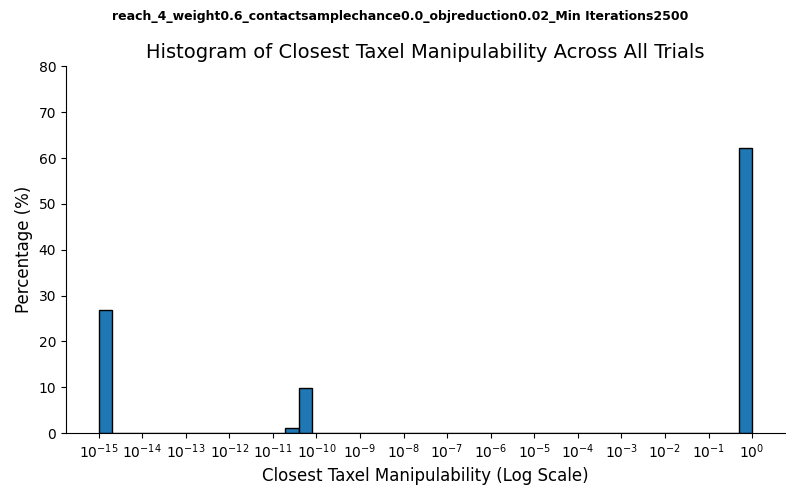 reach_4_weight0.6_contactsamplechance0.0_objreduction0.02_Min Iterations2500
Histogram of Closest Taxel Manipulability Across All Trials
80
70
60
50
40
30
20
10
0
Percentage (%)
10⁻¹⁵ 10⁻¹⁴ 10⁻¹³ 10⁻¹² 10⁻¹¹ 10⁻¹⁰ 10⁻⁹ 10⁻⁸ 10⁻⁷ 10⁻⁶ 10⁻⁵ 10⁻⁴ 10⁻³ 10⁻² 10⁻¹ 10⁰
Closest Taxel Manipulability (Log Scale)